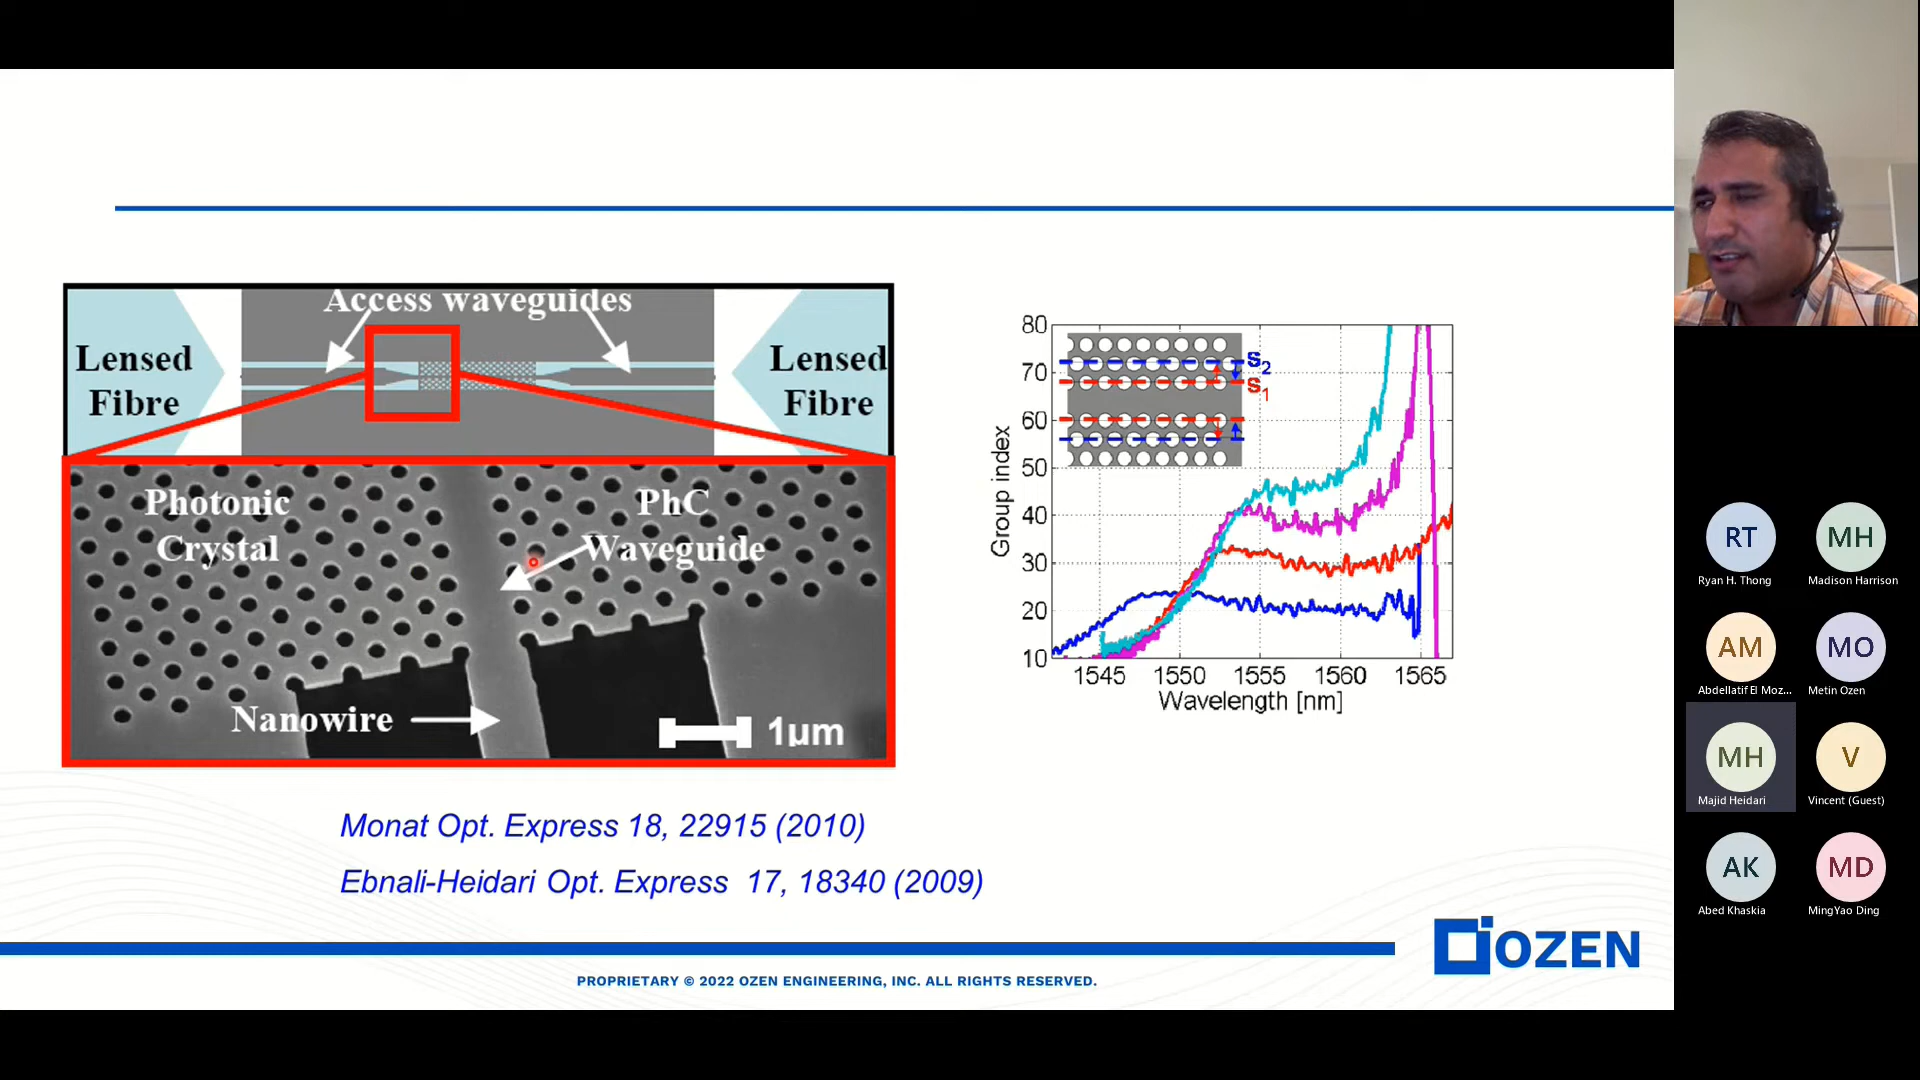 Access waveguides
Lensed
Fibre
Lensed
Fibre
Photonic
Crystal
PhC
Waveguide
Nanowire
1µm
80
70
60
50
40
30
20
10
Group index
S2
S1
1545 1550 1555 1560 1565
Wavelength [nm]
Monat Opt. Express 18, 22915 (2010)
Ebnali-Heidari Opt. Express 17, 18340 (2009)
OZEN
PROPRIETARY © 2022 OZEN ENGINEERING, INC. ALL RIGHTS RESERVED.
RT
Ryan H. Thong
MH
Madison Harrison
AM
Abdellatif El Moz...
MO
Metin Ozen
MH
Majid Heidari
V
Vincent (Guest)
AK
Abed Khaskia
MD
MingYao Ding